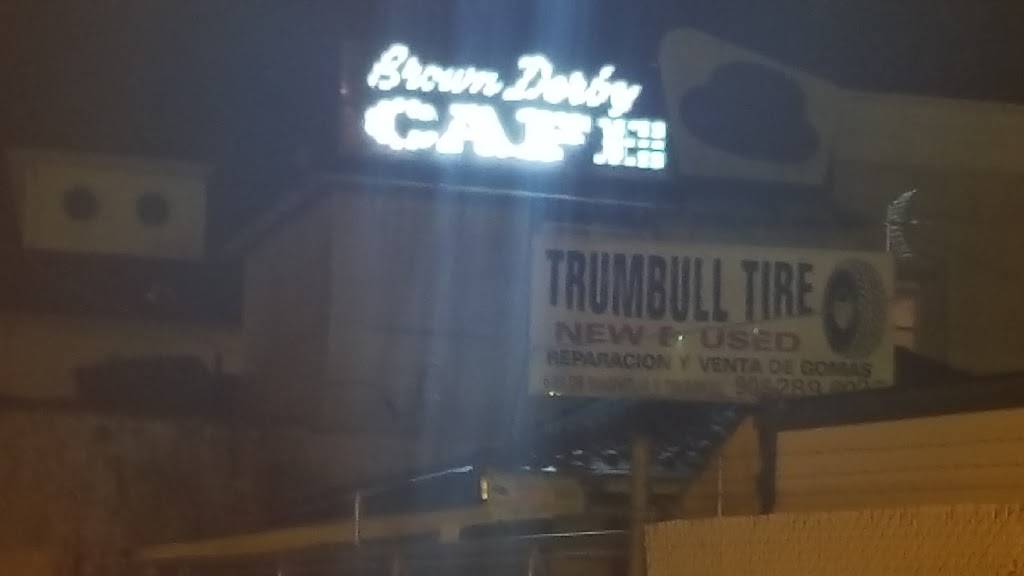 Brown Derby
CAFE
TRUMBULL TIRE
NEW & USED
REPARACION Y VENTA DE GOMAS